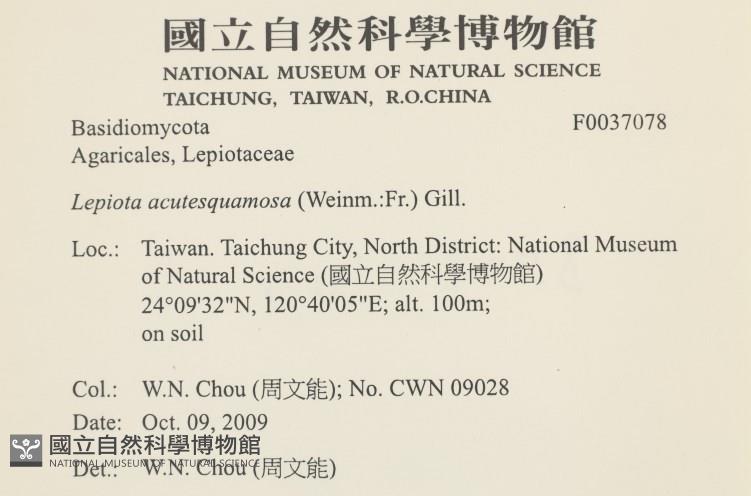 國立自然科學博物館
NATIONAL MUSEUM OF NATURAL SCIENCE
TAICHUNG, TAIWAN, R.O.CHINA
Basidiomycota F0037078
Agaricales, Lepiotaceae
Lepiota acutesquamosa (Weinm.:Fr.) Gill.
Loc.: Taiwan. Taichung City, North District: National Museum
of Natural Science (國立自然科學博物館)
24°09'32"N, 120°40'05"E; alt. 100m;
on soil
Col.: W.N. Chou (周文能); No. CWN 09028
Date: Oct. 09, 2009
國立自然科學博物館
NATIONAL MUSEUM OF NATURAL SCIENCE
Det.: W.N. Chou (周文能)